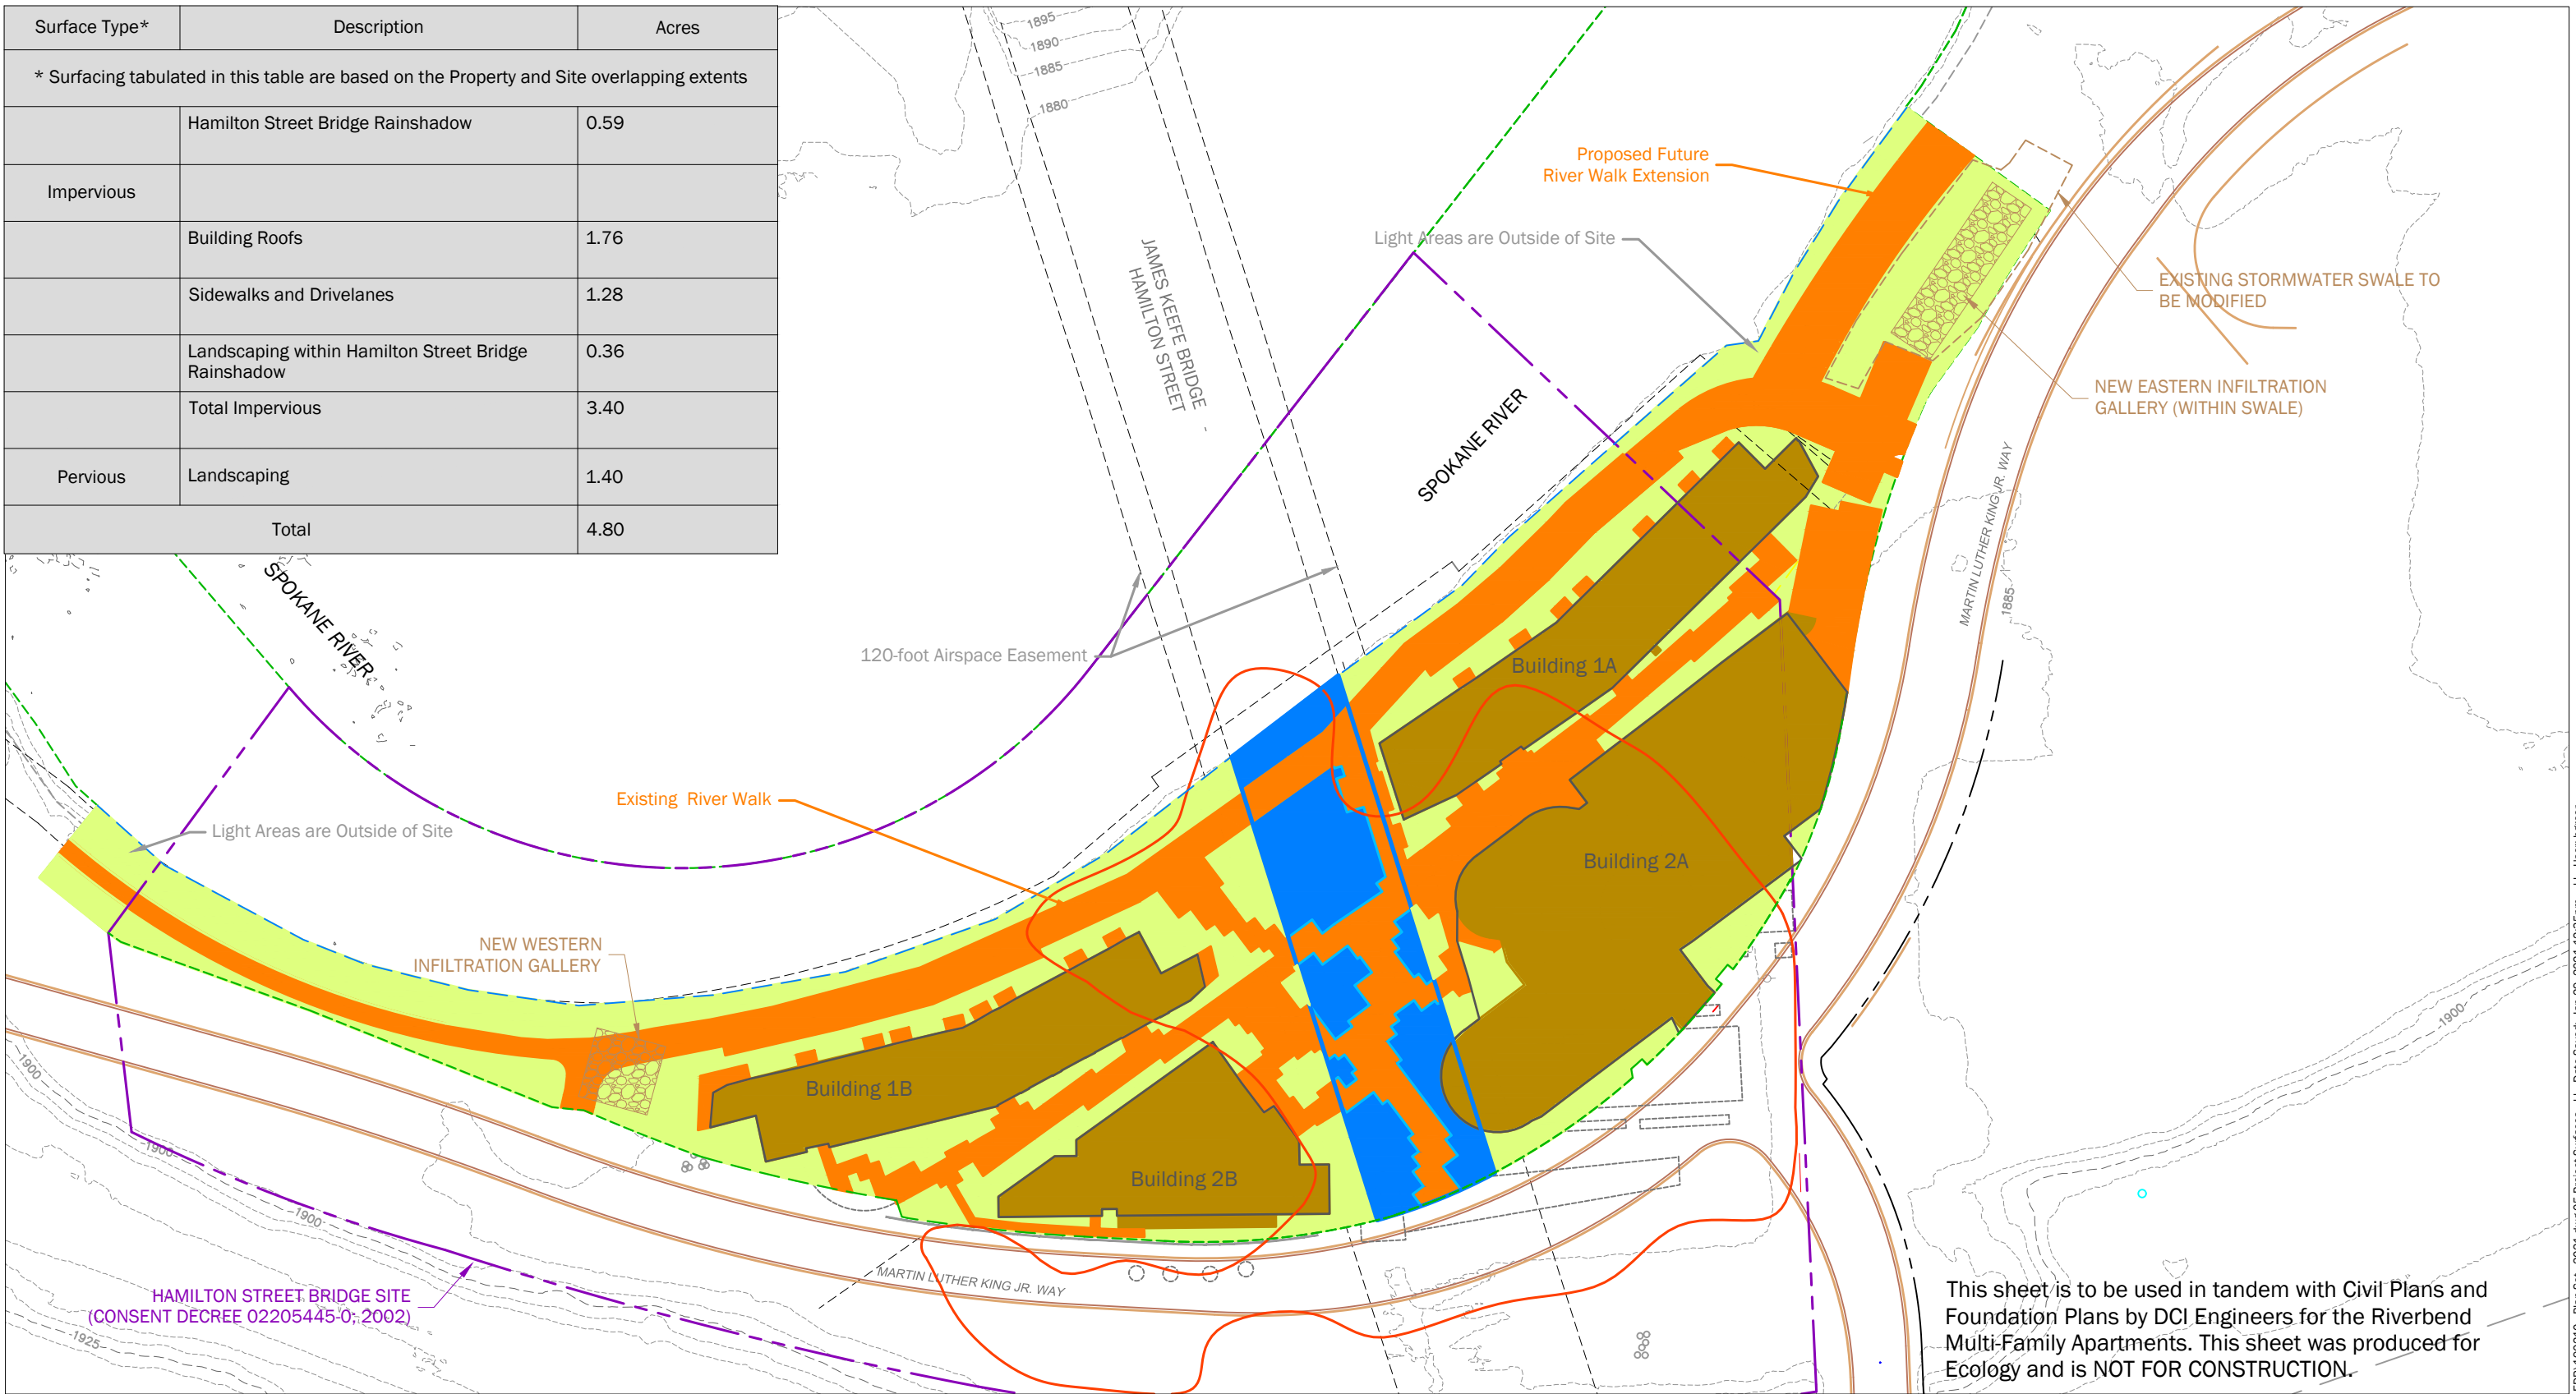 Surface Type* Description Acres
* Surfacing tabulated in this table are based on the Property and Site overlapping extents
Hamilton Street Bridge Rainshadow 0.59
Impervious
Building Roofs 1.76
Sidewalks and Drivelanes 1.28
Landscaping within Hamilton Street Bridge
Rainshadow 0.36
Total Impervious 3.40
Pervious Landscaping 1.40
Total 4.80
1895
1890
1885
1880
Proposed Future
River Walk Extension
Light Areas are Outside of Site
JAMES KEEFE BRIDGE -
HAMILTON STREET
EXISTING STORMWATER SWALE TO
BE MODIFIED
NEW EASTERN INFILTRATION
GALLERY (WITHIN SWALE)
SPOKANE RIVER
SPOKANE RIVER
MARTIN LUTHER KING JR. WAY
1885
120-foot Airspace Easement
Building 1A
Existing River Walk
Light Areas are Outside of Site
Building 2A
NEW WESTERN
INFILTRATION GALLERY
1900
1900
Building 1B
1900
Building 2B
1900
MARTIN LUTHER KING JR. WAY
HAMILTON STREET BRIDGE SITE
(CONSENT DECREE 02205445-0; 2002)
1925
This sheet is to be used in tandem with Civil Plans and
Foundation Plans by DCI Engineers for the Riverbend
Multi-Family Apartments. This sheet was produced for
Ecology and is NOT FOR CONSTRUCTION.